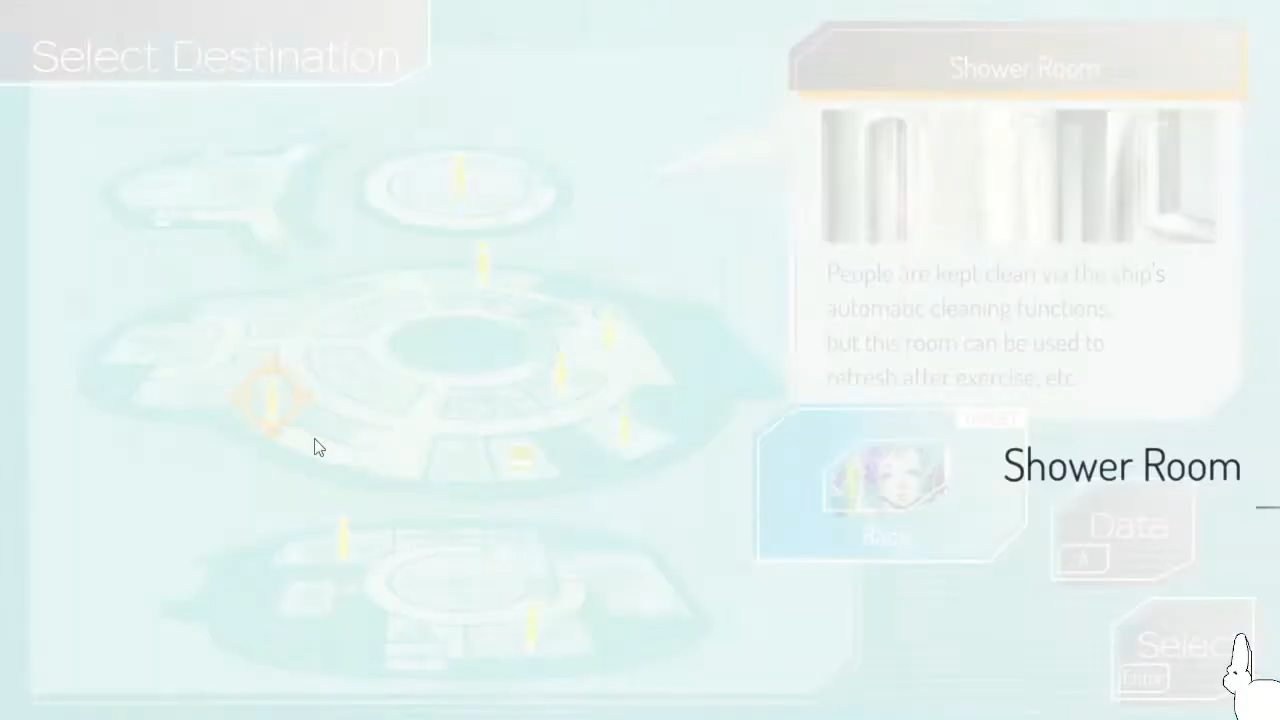 Select Destination
Shower Room
People are kept clean via the ship's
automatic cleaning functions,
but this room can be used to
refresh after exercise, etc.
TARGET
Shower Room
Data
A
Select
Enter